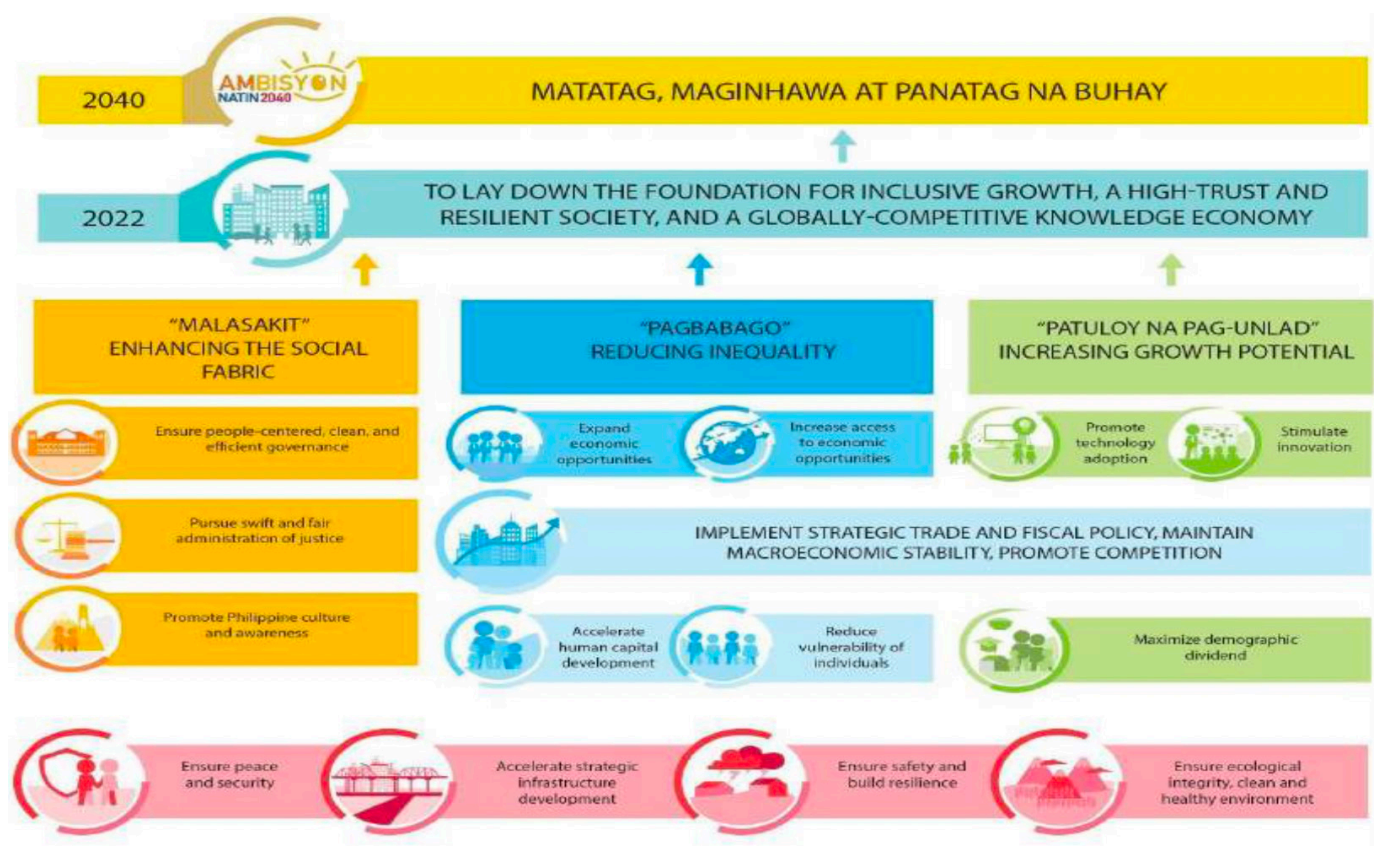 2040
AMBISYON
NATIN 2040
MATATAG, MAGINHAWA AT PANATAG NA BUHAY
2022
TO LAY DOWN THE FOUNDATION FOR INCLUSIVE GROWTH, A HIGH-TRUST AND
RESILIENT SOCIETY, AND A GLOBALLY-COMPETITIVE KNOWLEDGE ECONOMY
“MALASAKIT”
ENHANCING THE SOCIAL
FABRIC
Ensure people-centered, clean, and
efficient governance
Pursue swift and fair
administration of justice
Promote Philippine culture
and awareness
“PAGBABAGO”
REDUCING INEQUALITY
Expand
economic
opportunities
Increase access
to economic
opportunities
“PATULOY NA PAG-UNLAD”
INCREASING GROWTH POTENTIAL
Promote
technology
adoption
Stimulate
innovation
IMPLEMENT STRATEGIC TRADE AND FISCAL POLICY, MAINTAIN
MACROECONOMIC STABILITY, PROMOTE COMPETITION
Accelerate
human capital
development
Reduce
vulnerability of
individuals
Maximize demographic
dividend
Ensure peace
and security
Accelerate strategic
infrastructure
development
Ensure safety and
build resilience
Ensure ecological
integrity, clean and
healthy environment